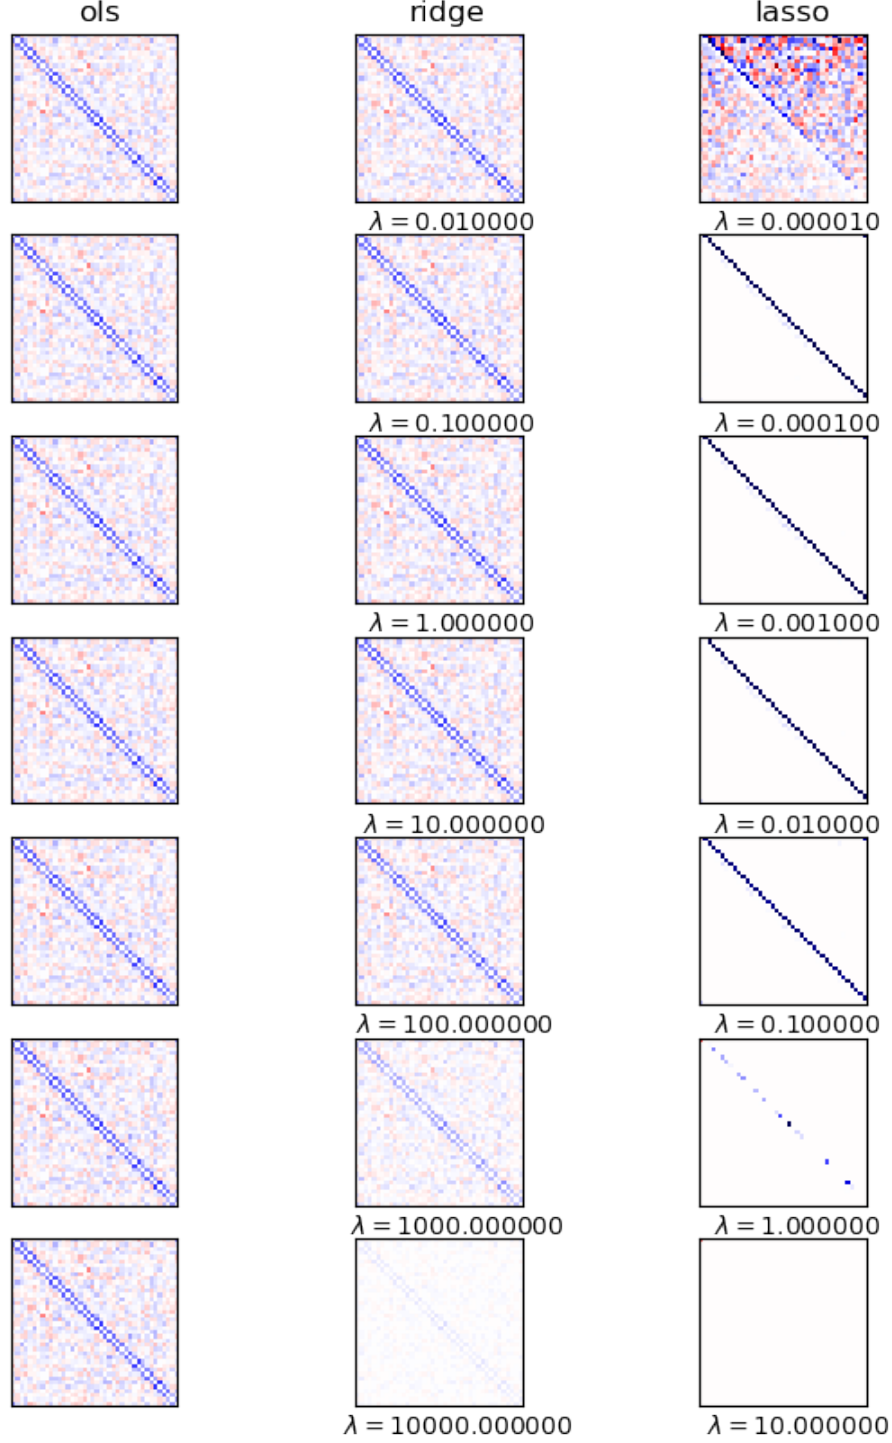 ols ridge lasso
λ = 0.010000 λ = 0.000010
λ = 0.100000 λ = 0.000100
λ = 1.000000 λ = 0.001000
λ = 10.000000 λ = 0.010000
λ = 100.000000 λ = 0.100000
λ = 1000.000000 λ = 1.000000
λ = 10000.000000 λ = 10.000000